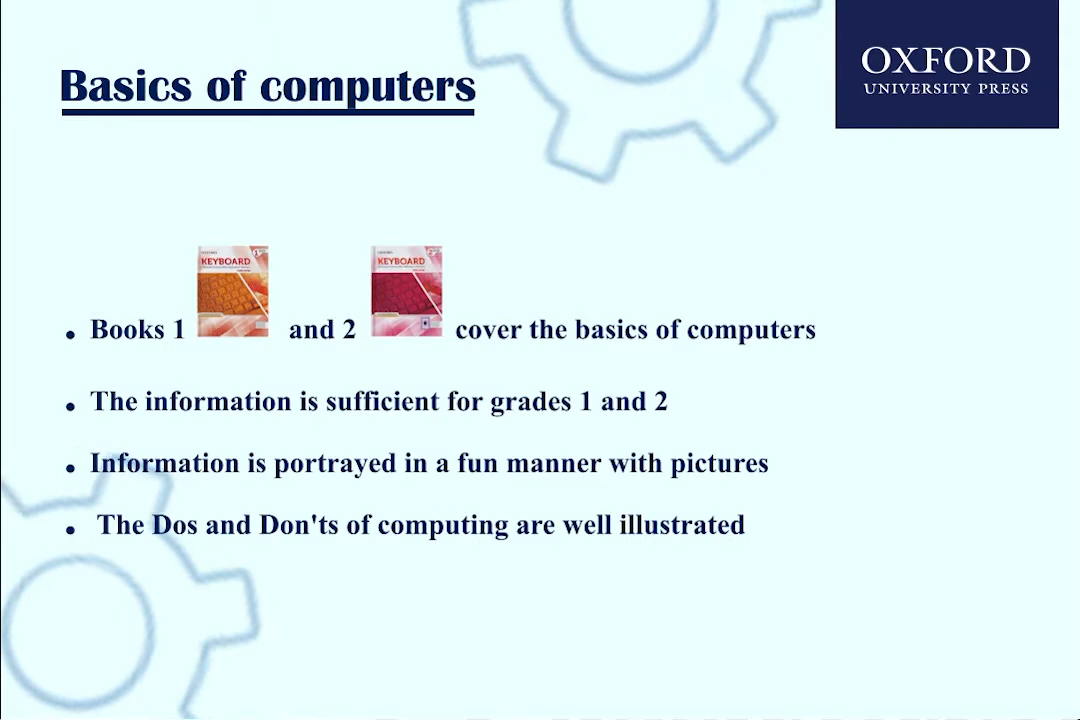 Basics of computers
OXFORD
UNIVERSITY PRESS
OXFORD
KEYBOARD
KEYBOARD
• Books 1 and 2 cover the basics of computers
• The information is sufficient for grades 1 and 2
• Information is portrayed in a fun manner with pictures
• The Dos and Don'ts of computing are well illustrated